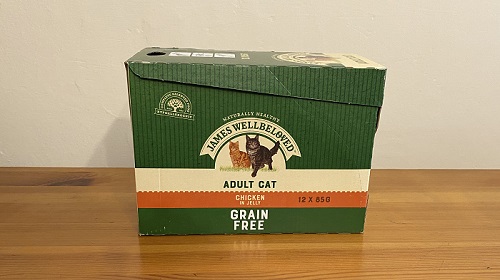 NATURALLY HEALTHY
JAMES WELLBELOVED
ADULT CAT
CHICKEN
IN JELLY
12 X 85G
GRAIN
FREE